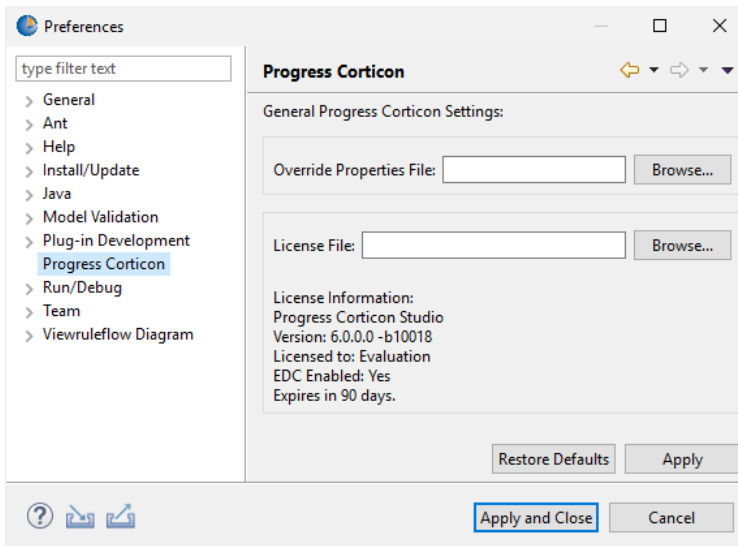 Preferences
type filter text
General
Ant
Help
Install/Update
Java
Model Validation
Plug-in Development
Progress Corticon
Run/Debug
Team
Viewruleflow Diagram
Progress Corticon
General Progress Corticon Settings:
Override Properties File:
Browse...
License File:
Browse...
License Information:
Progress Corticon Studio
Version: 6.0.0.0 -b10018
Licensed to: Evaluation
EDC Enabled: Yes
Expires in 90 days.
Restore Defaults
Apply
?
Apply and Close
Cancel